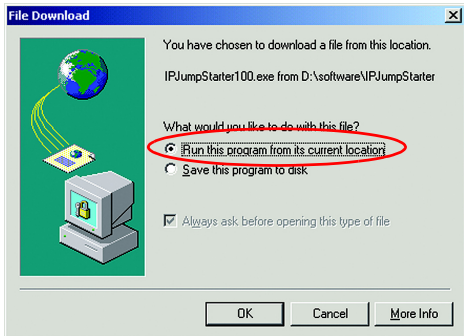 File Download
You have chosen to download a file from this location.
IPJumpStarter100.exe from D:\software\IPJumpStarter
What would you like to do with this file?
Run this program from its current location
Save this program to disk
Always ask before opening this type of file
OK Cancel More Info